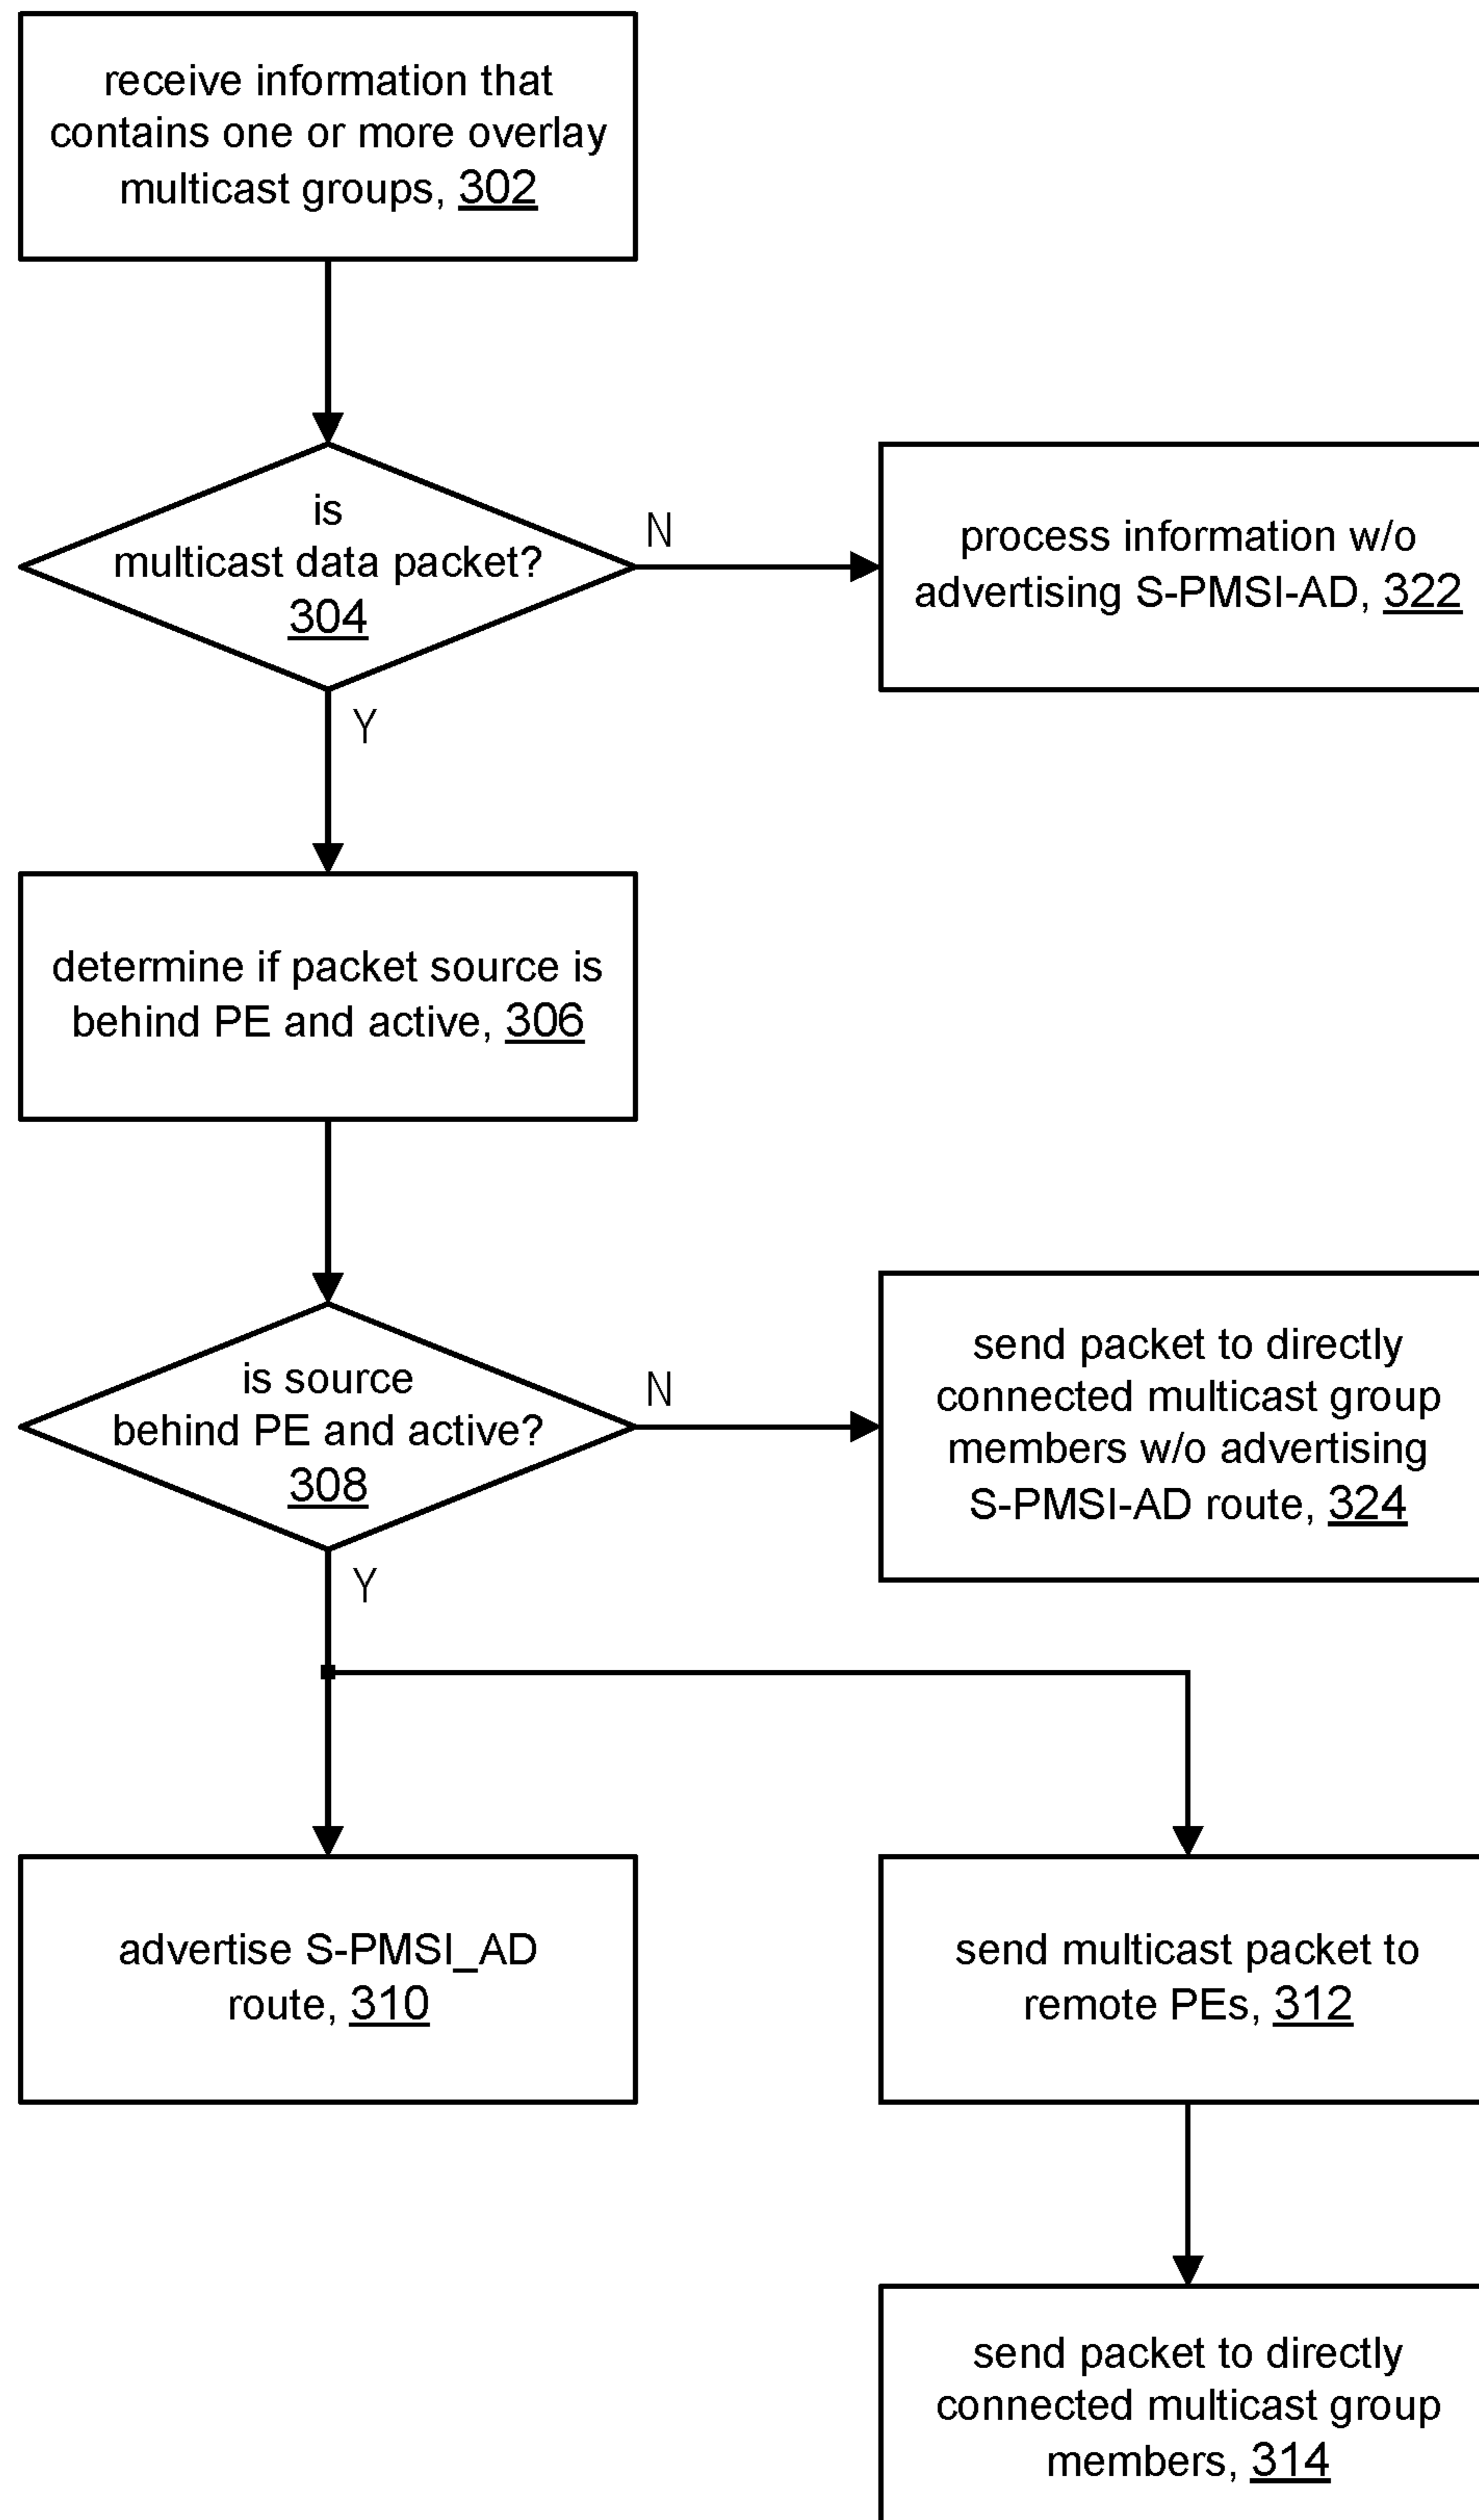 receive information that
contains one or more overlay
multicast groups, 302
is
multicast data packet?
304
N
process information w/o
advertising S-PMSI-AD, 322
Y
determine if packet source is
behind PE and active, 306
is source
behind PE and active?
308
N
send packet to directly
connected multicast group
members w/o advertising
S-PMSI-AD route, 324
Y
advertise S-PMSI_AD
route, 310
send multicast packet to
remote PEs, 312
send packet to directly
connected multicast group
members, 314